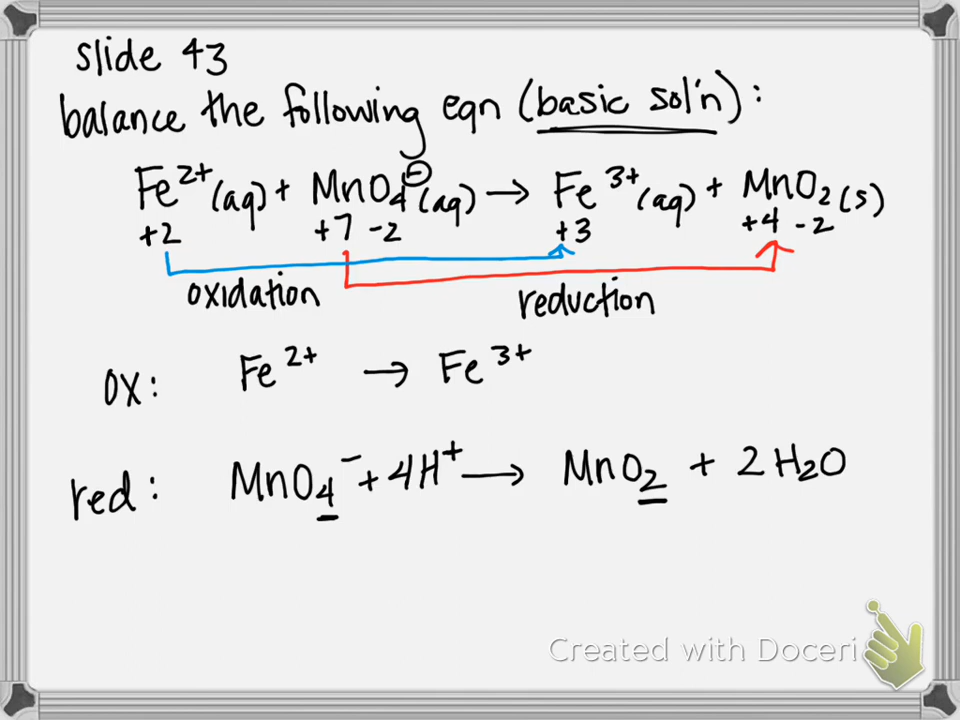 slide 43
balance the following eqn (basic sol'n):
Fe²⁺(aq) + MnO₄⊖(aq) → Fe³⁺(aq) + MnO₂(s)
+2 +7 -2 +3 +4 -2
oxidation reduction
ox: Fe²⁺ → Fe³⁺
red: MnO₄⁻ + 4H⁺ → MnO₂ + 2H₂O
Created with Doceri